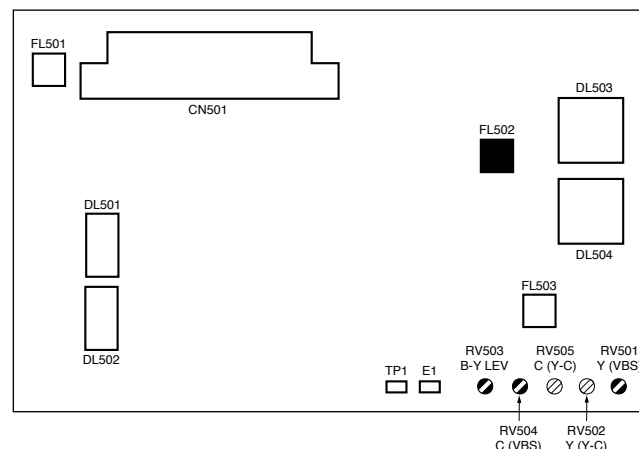 FL501
CN501
DL503
FL502
DL501
DL504
FL503
DL502
RV503
B-Y LEV
RV505
C (Y-C)
RV501
Y (VBS)
TP1
E1
RV504
C (VBS)
RV502
Y (Y-C)